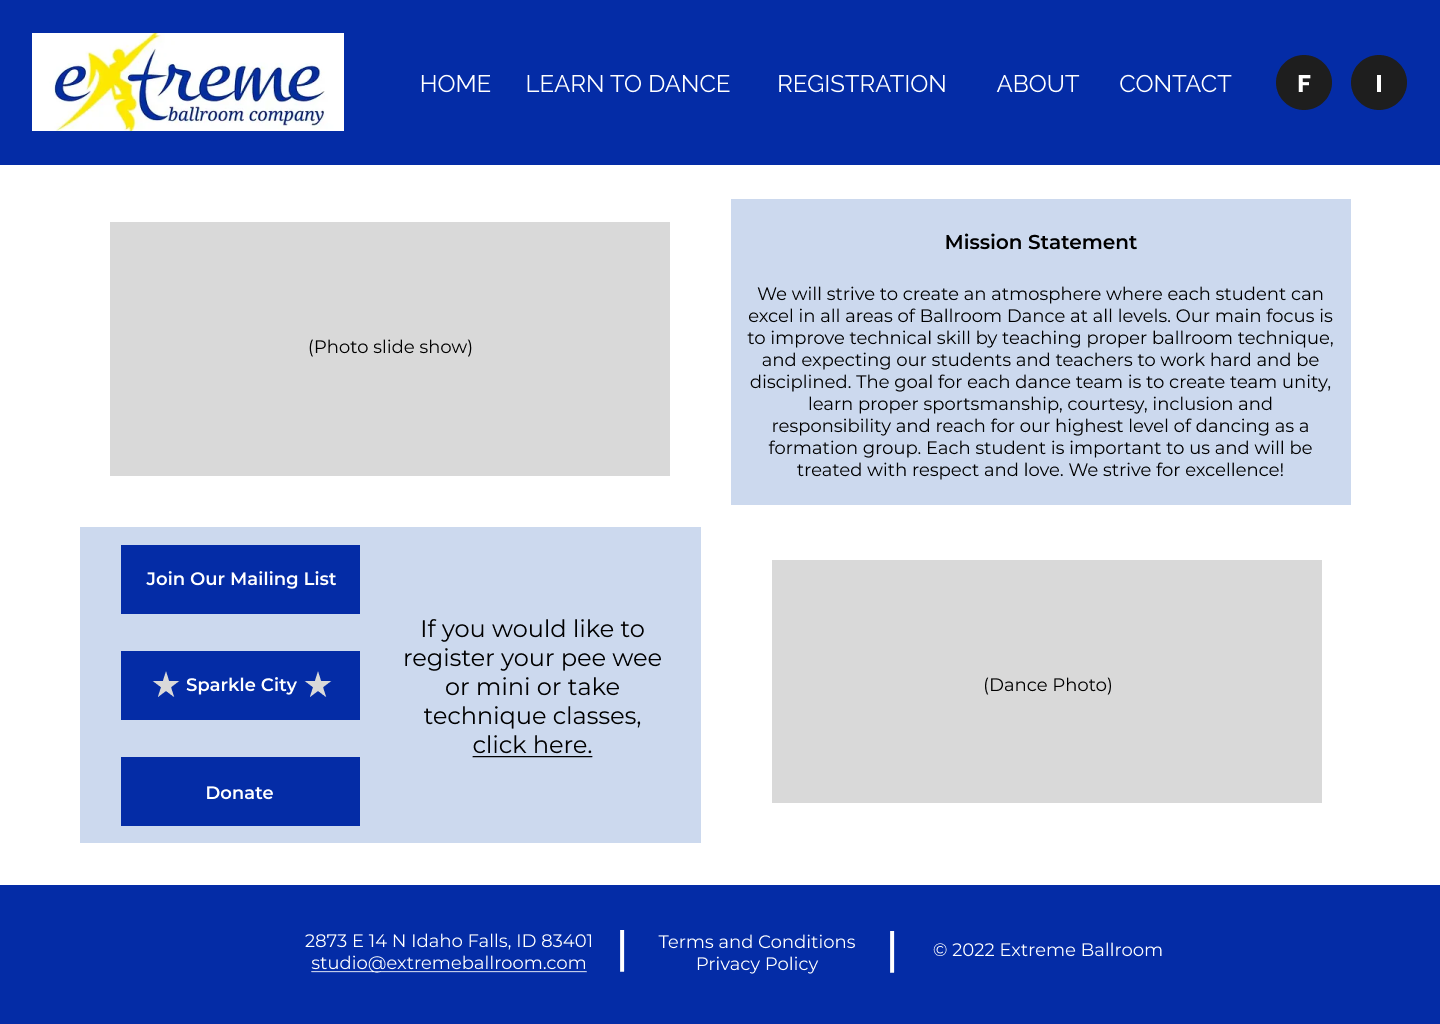 extreme
ballroom company
HOME LEARN TO DANCE REGISTRATION ABOUT CONTACT F I
(Photo slide show)
Mission Statement
We will strive to create an atmosphere where each student can
excel in all areas of Ballroom Dance at all levels. Our main focus is
to improve technical skill by teaching proper ballroom technique,
and expecting our students and teachers to work hard and be
disciplined. The goal for each dance team is to create team unity,
learn proper sportsmanship, courtesy, inclusion and
responsibility and reach for our highest level of dancing as a
formation group. Each student is important to us and will be
treated with respect and love. We strive for excellence!
Join Our Mailing List
Sparkle City
Donate
If you would like to
register your pee wee
or mini or take
technique classes,
click here.
(Dance Photo)
2873 E 14 N Idaho Falls, ID 83401
studio@extremeballroom.com
Terms and Conditions
Privacy Policy
© 2022 Extreme Ballroom